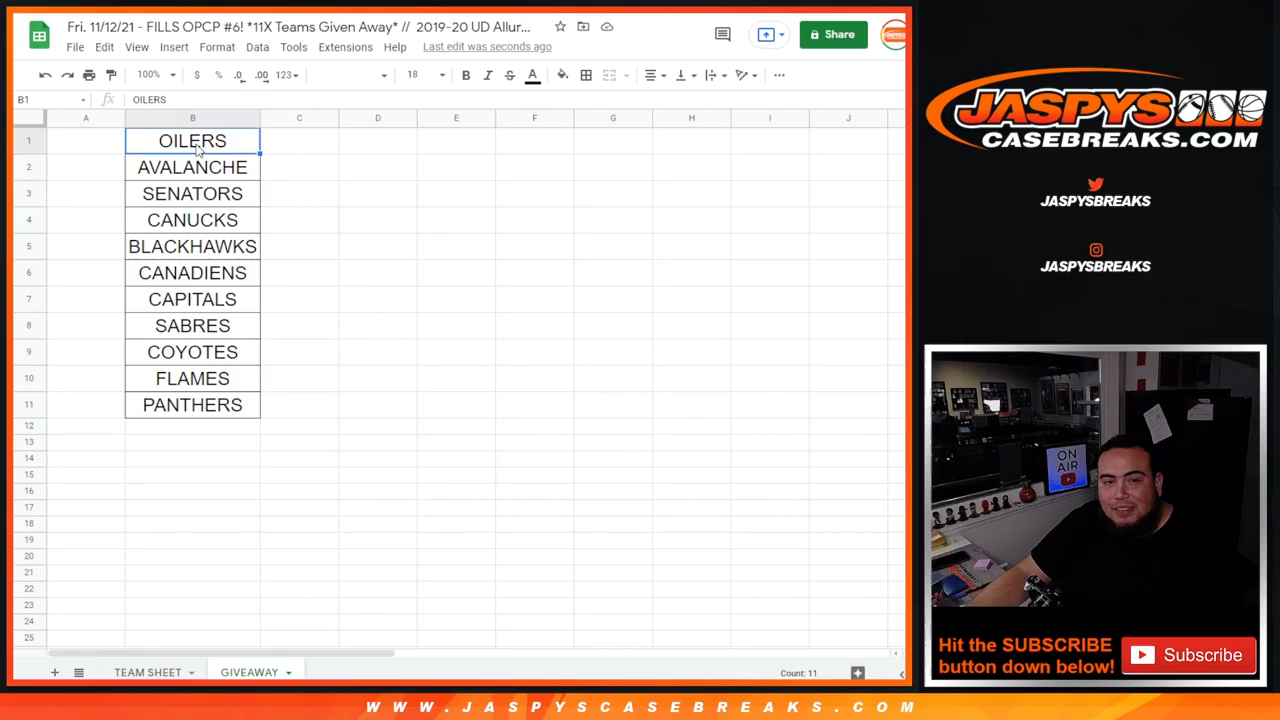 Fri. 11/12/21 - FILLS OPCP #6! *11X Teams Given Away* // 2019-20 UD Allur...
File Edit View Insert Format Data Tools Extensions Help Last edit was seconds ago
Share
100% $ % .0 .00 123 18 B I S A
B1 fx OILERS
A B C D E F G H I J
1 OILERS
2 AVALANCHE
3 SENATORS
4 CANUCKS
5 BLACKHAWKS
6 CANADIENS
7 CAPITALS
8 SABRES
9 COYOTES
10 FLAMES
11 PANTHERS
12
13
14
15
16
17
18
19
20
21
22
23
24
25
TEAM SHEET GIVEAWAY Count: 11
JASPYS
CASEBREAKS.COM
JASPYSBREAKS
JASPYSBREAKS
ON
AIR
Hit the SUBSCRIBE
button down below!
Subscribe
WWW.JASPYSCASEBREAKS.COM